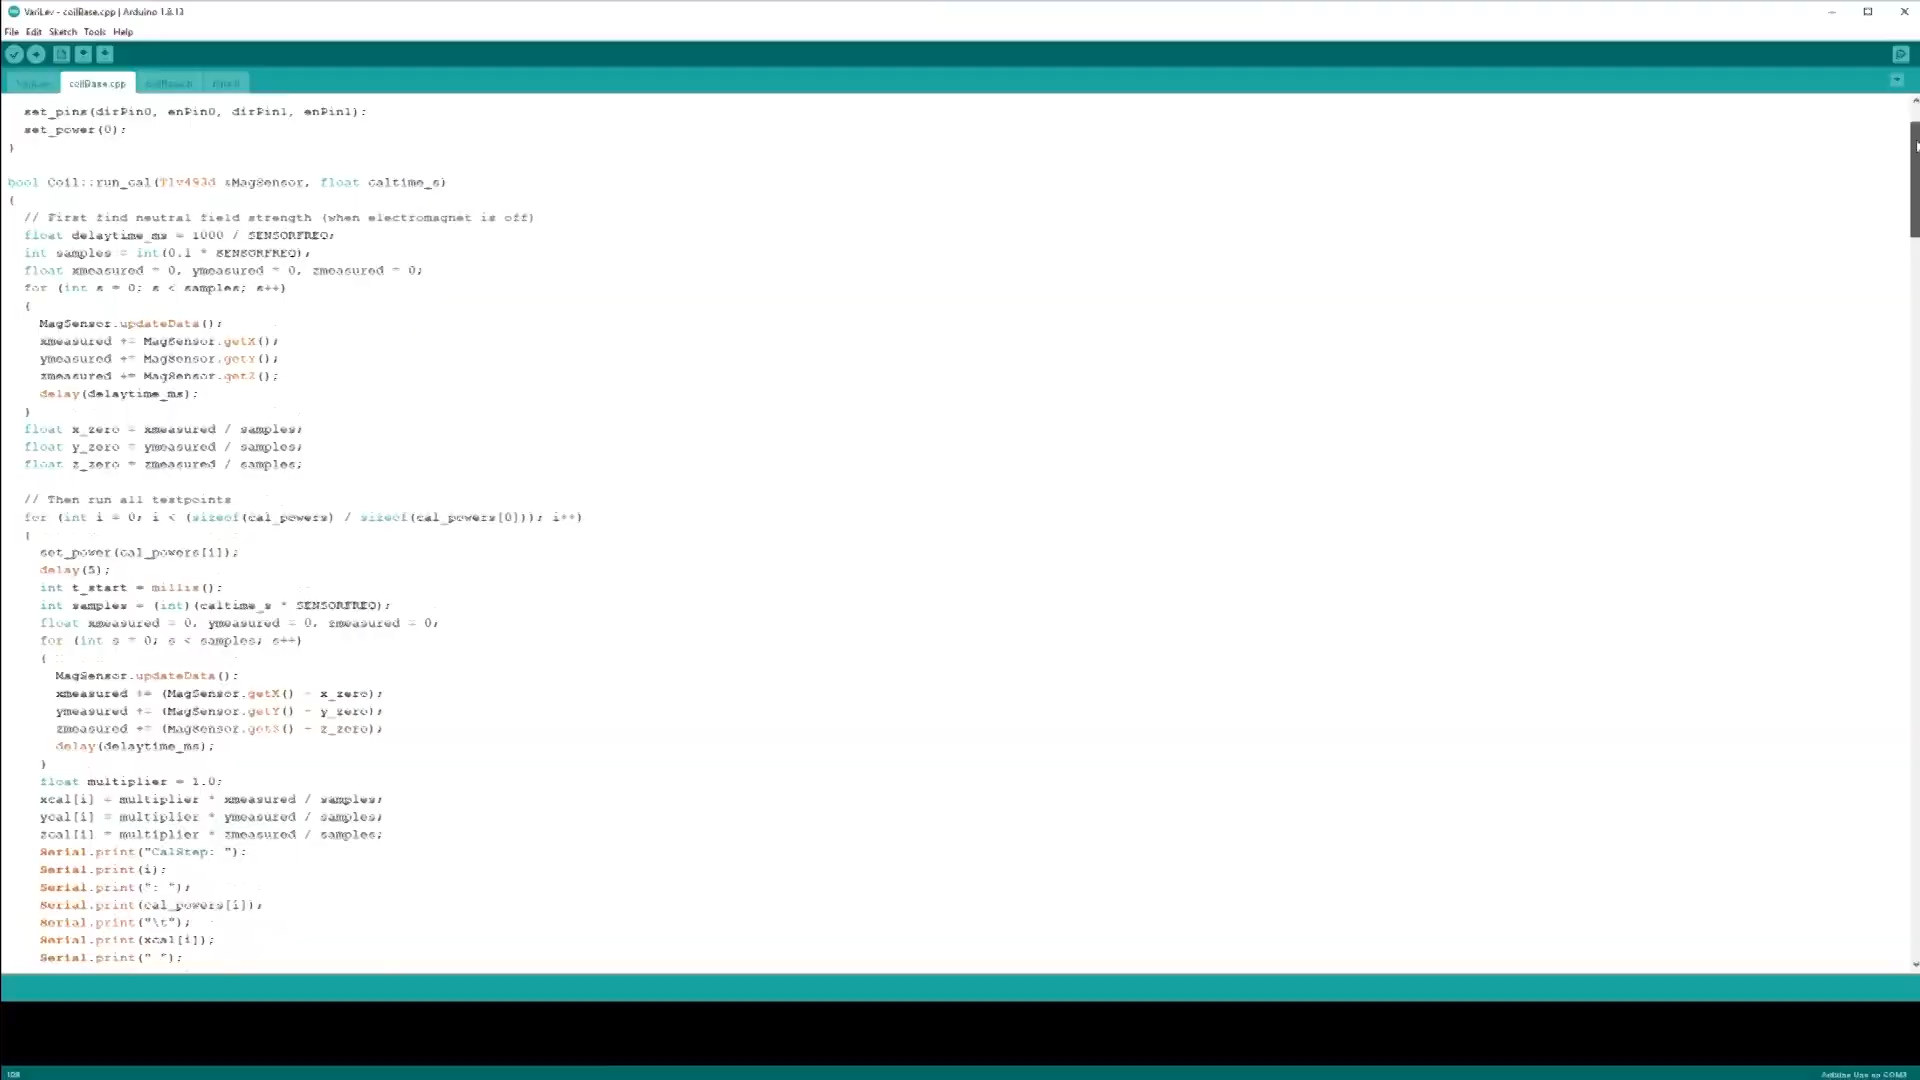 VariLev - coilBase.cpp | Arduino 1.8.13
File Edit Sketch Tools Help
VariLev coilBase.cpp coilBase.h
set_pins(dirPin0, enPin0, dirPin1, enPin1);
set_power(0);
}
bool Coil::run_cal(Tlv493d &MagSensor, float caltime_s)
{
// First find neutral field strength (when electromagnet is off)
float delaytime_ms = 1000 / SENSORFREQ;
int samples = int(0.1 * SENSORFREQ);
float xmeasured = 0, ymeasured = 0, zmeasured = 0;
for (int s = 0; s < samples; s++)
{
MagSensor.updateData();
xmeasured += MagSensor.getX();
ymeasured += MagSensor.getY();
zmeasured += MagSensor.getZ();
delay(delaytime_ms);
}
float x_zero = xmeasured / samples;
float y_zero = ymeasured / samples;
float z_zero = zmeasured / samples;
// Then run all testpoints
for (int i = 0; i < (sizeof(cal_powers) / sizeof(cal_powers[0])); i++)
{
set_power(cal_powers[i]);
delay(5);
int t_start = millis();
int samples = (int)(caltime_s * SENSORFREQ);
float xmeasured = 0, ymeasured = 0, zmeasured = 0;
for (int s = 0; s < samples; s++)
{
MagSensor.updateData();
xmeasured += (MagSensor.getX() - x_zero);
ymeasured += (MagSensor.getY() - y_zero);
zmeasured += (MagSensor.getZ() - z_zero);
delay(delaytime_ms);
}
float multiplier = 1.0;
xcal[i] = multiplier * xmeasured / samples;
ycal[i] = multiplier * ymeasured / samples;
zcal[i] = multiplier * zmeasured / samples;
Serial.print("CalStep: ");
Serial.print(i);
Serial.print(": ");
Serial.print(cal_powers[i]);
Serial.print("\t");
Serial.print(xcal[i]);
Serial.print(" ");
108
Arduino Uno on COM3